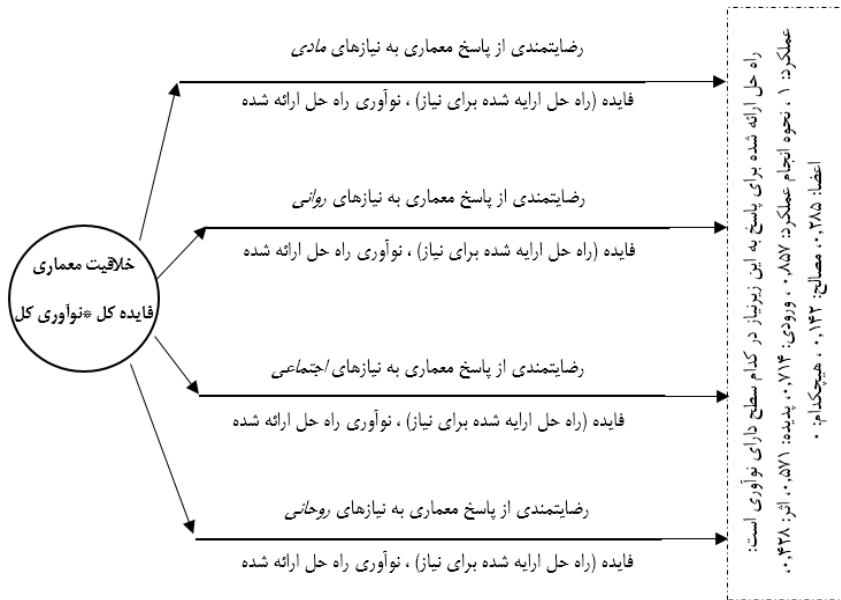 رضایتمندی از پاسخ معماری به نیازهای مادی
فایده (راه حل ارایه شده برای نیاز) ، نوآوری راه حل ارائه شده
رضایتمندی از پاسخ معماری به نیازهای روانی
فایده (راه حل ارایه شده برای نیاز) ، نوآوری راه حل ارائه شده
خلاقیت معماری
فایده کل *نوآوری کل
رضایتمندی از پاسخ معماری به نیازهای اجتماعی
فایده (راه حل ارایه شده برای نیاز) ، نوآوری راه حل ارائه شده
رضایتمندی از پاسخ معماری به نیازهای روحانی
فایده (راه حل ارایه شده برای نیاز) ، نوآوری راه حل ارائه شده
راه حل ارائه شده برای پاسخ به این زیرنیاز در کدام سطح دارای نوآوری است:
عملکرد: ۱ ، نحوه انجام عملکرد: ۰,۸۵۷ ، ورودی: ۰,۷۱۴، پدیده: ۰,۵۷۱، اثر: ۰,۴۲۸،
اعضا: ۰,۲۸۵، مصالح: ۰,۱۴۲ ، هیچکدام: ۰